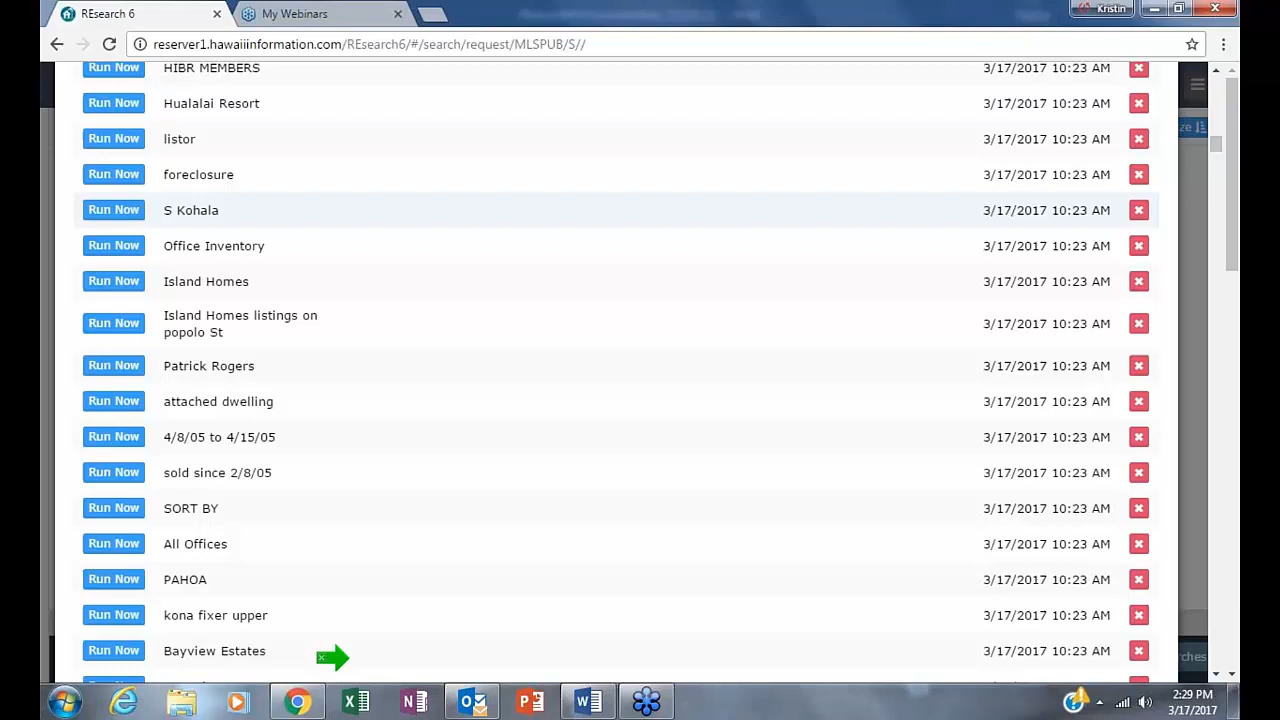 REsearch 6
My Webinars
Kristin
reserver1.hawaiiinformation.com/REsearch6/#/search/request/MLSPUB/S//
Run Now HIBR MEMBERS 3/17/2017 10:23 AM
Run Now Hualalai Resort 3/17/2017 10:23 AM
Run Now listor 3/17/2017 10:23 AM
Run Now foreclosure 3/17/2017 10:23 AM
Run Now S Kohala 3/17/2017 10:23 AM
Run Now Office Inventory 3/17/2017 10:23 AM
Run Now Island Homes 3/17/2017 10:23 AM
Run Now Island Homes listings on 3/17/2017 10:23 AM
popolo St
Run Now Patrick Rogers 3/17/2017 10:23 AM
Run Now attached dwelling 3/17/2017 10:23 AM
Run Now 4/8/05 to 4/15/05 3/17/2017 10:23 AM
Run Now sold since 2/8/05 3/17/2017 10:23 AM
Run Now SORT BY 3/17/2017 10:23 AM
Run Now All Offices 3/17/2017 10:23 AM
Run Now PAHOA 3/17/2017 10:23 AM
Run Now kona fixer upper 3/17/2017 10:23 AM
Run Now Bayview Estates 3/17/2017 10:23 AM
rches
2:29 PM
3/17/2017